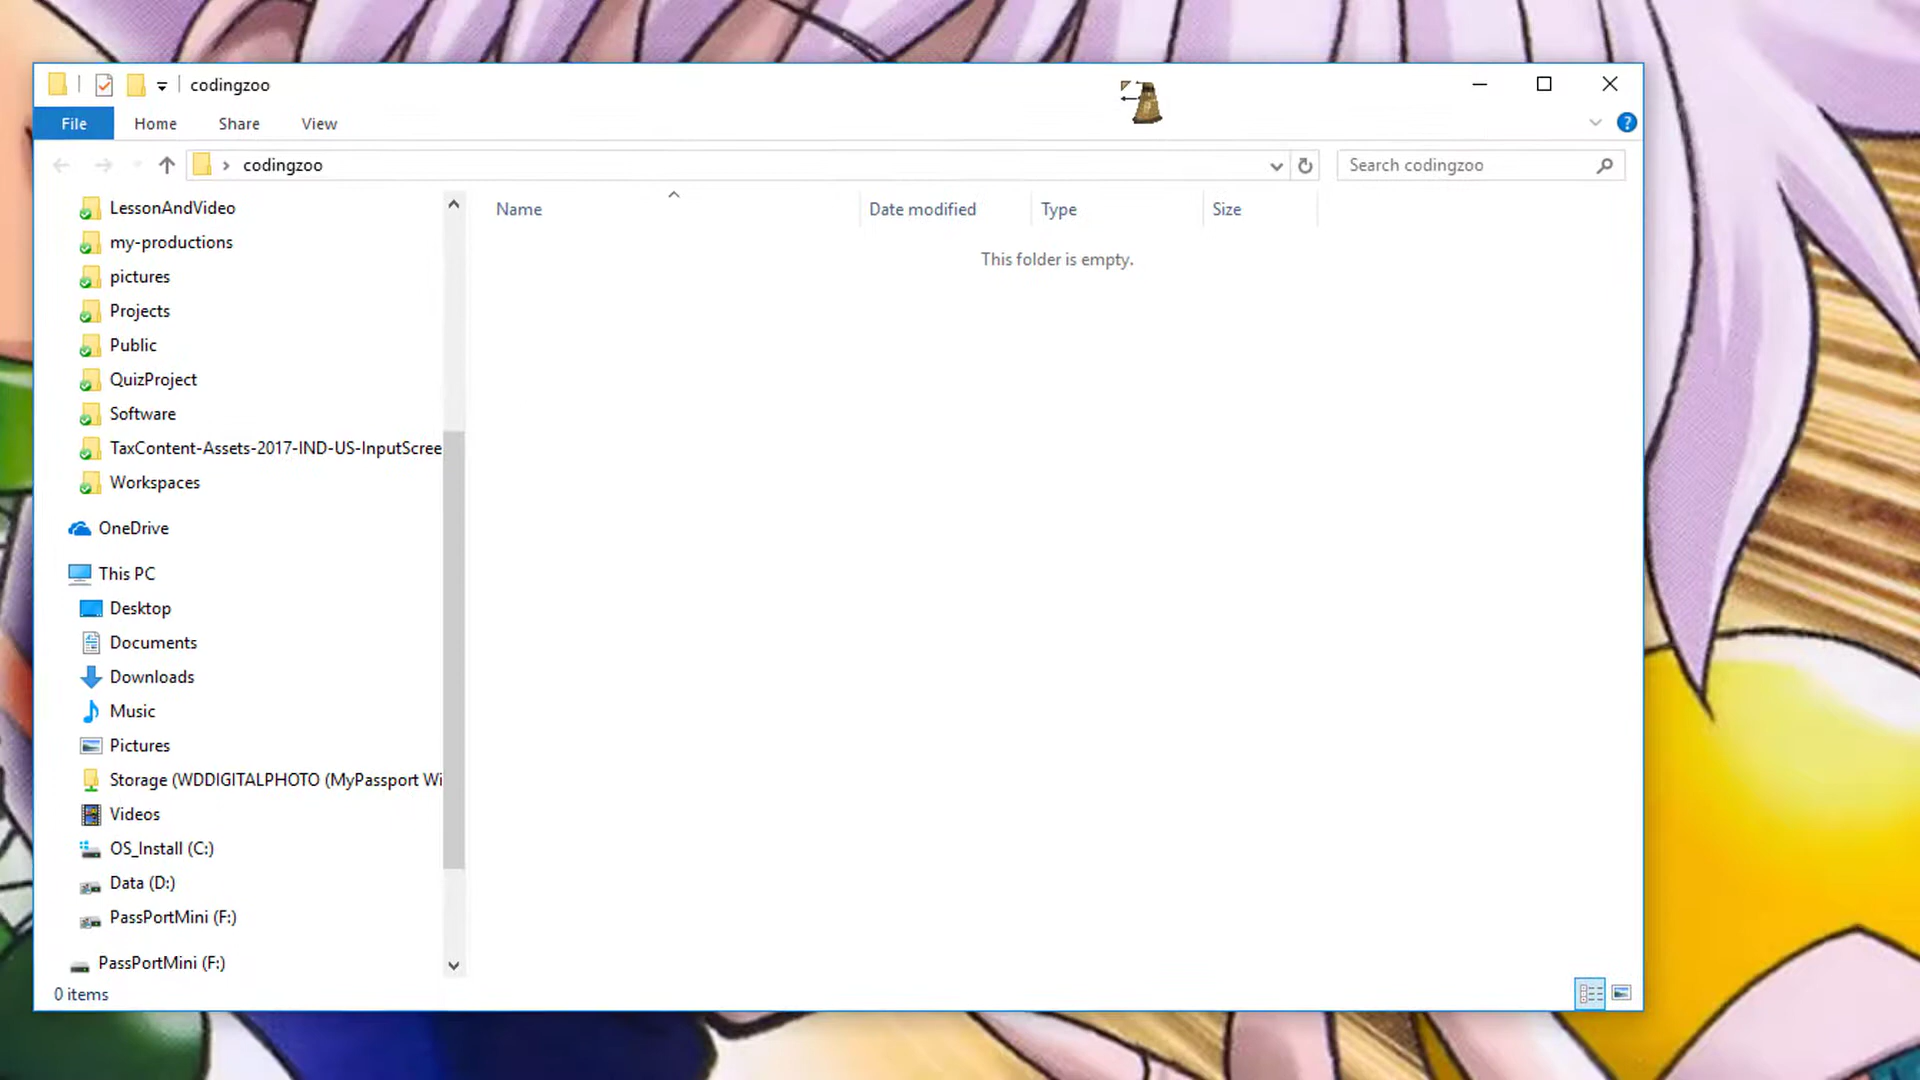 codingzoo
File Home Share View
codingzoo
Search codingzoo
Name Date modified Type Size
This folder is empty.
LessonAndVideo
my-productions
pictures
Projects
Public
QuizProject
Software
TaxContent-Assets-2017-IND-US-InputScree
Workspaces
OneDrive
This PC
Desktop
Documents
Downloads
Music
Pictures
Storage (WDDIGITALPHOTO (MyPassport Wi
Videos
OS_Install (C:)
Data (D:)
PassPortMini (F:)
PassPortMini (F:)
0 items